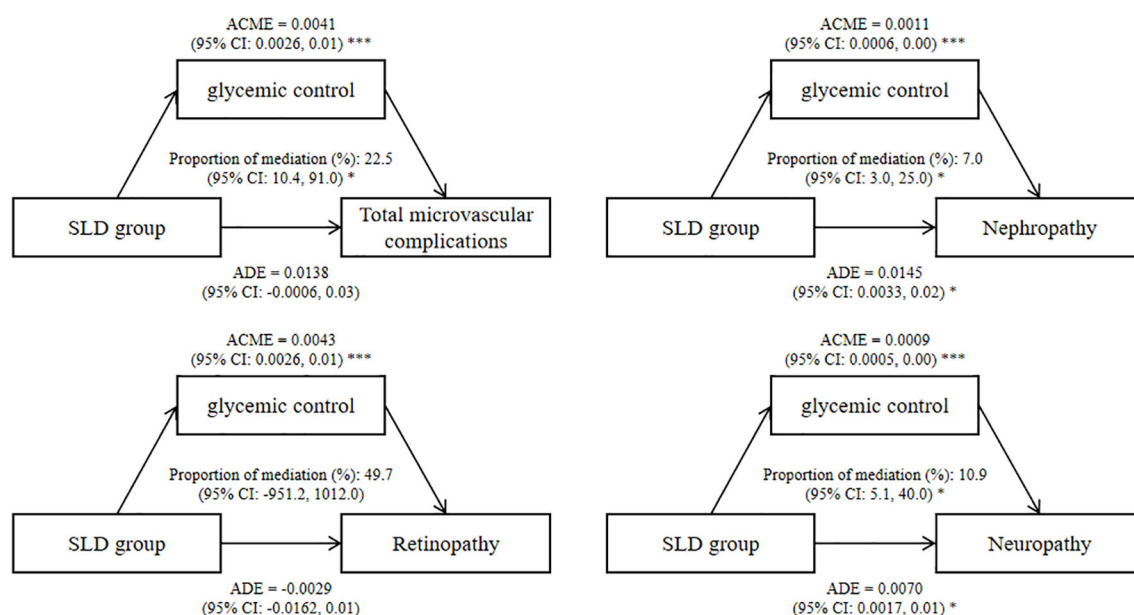 ACME = 0.0041
(95% CI: 0.0026, 0.01) ***
glycemic control
Proportion of mediation (%): 22.5
(95% CI: 10.4, 91.0) *
SLD group
Total microvascular
complications
ADE = 0.0138
(95% CI: -0.0006, 0.03)
ACME = 0.0011
(95% CI: 0.0006, 0.00) ***
glycemic control
Proportion of mediation (%): 7.0
(95% CI: 3.0, 25.0) *
SLD group
Nephropathy
ADE = 0.0145
(95% CI: 0.0033, 0.02) *
ACME = 0.0043
(95% CI: 0.0026, 0.01) ***
glycemic control
Proportion of mediation (%): 49.7
(95% CI: -951.2, 1012.0)
SLD group
Retinopathy
ADE = -0.0029
(95% CI: -0.0162, 0.01)
ACME = 0.0009
(95% CI: 0.0005, 0.00) ***
glycemic control
Proportion of mediation (%): 10.9
(95% CI: 5.1, 40.0) *
SLD group
Neuropathy
ADE = 0.0070
(95% CI: 0.0017, 0.01) *